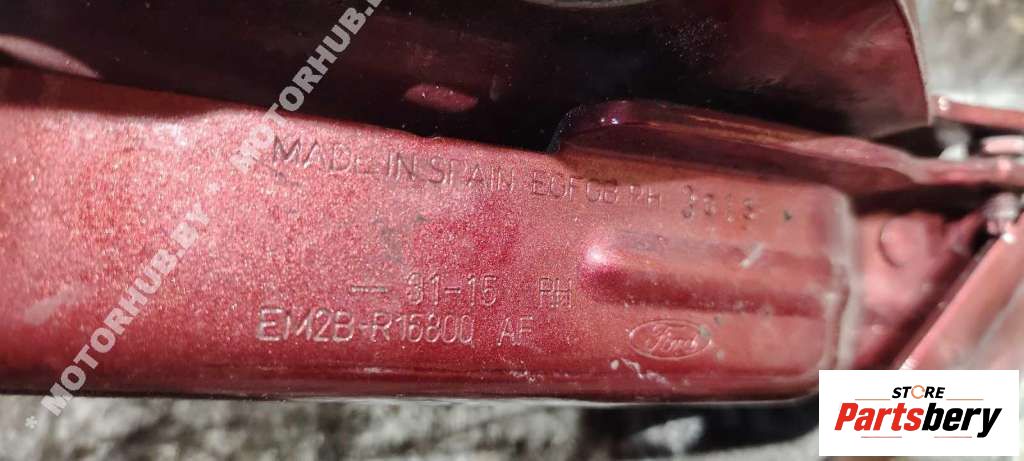 MADE IN SPAIN
31-15 RH
EM2B-R16800 AF
Ford
* MOTORHUB.BY * MOTORHUB.BY
STORE
Partsbery